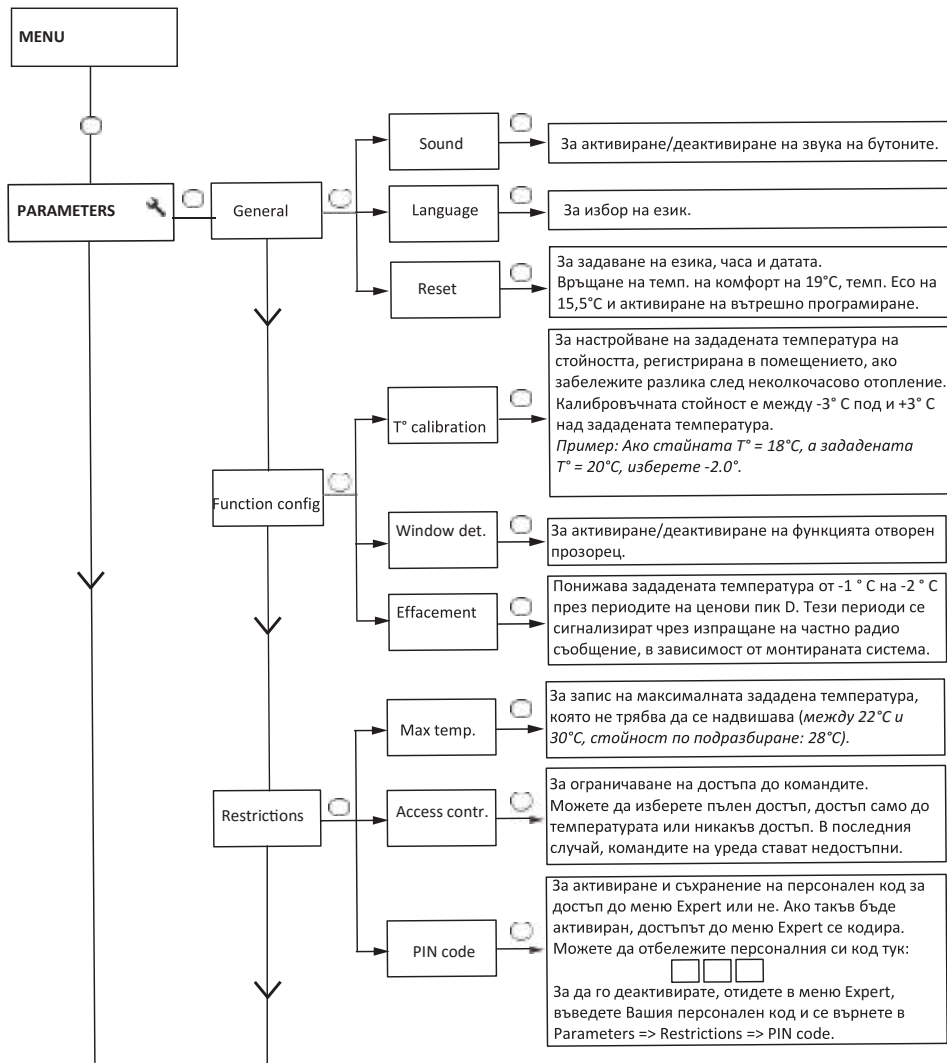 MENU
PARAMETERS
General
Sound
За активиране/деактивиране на звука на бутоните.
Language
За избор на език.
Reset
За задаване на езика, часа и датата.
Връщане на темп. на комфорт на 19°C, темп. Eco на
15,5°C и активиране на вътрешно програмиране.
Function config
T° calibration
За настройване на зададената температура на
стойността, регистрирана в помещението, ако
забележите разлика след неколкочасово отопление.
Калибровъчната стойност е между -3° C под и +3° C
над зададената температура.
Пример: Ако стайната T° = 18°C, а зададената
T° = 20°C, изберете -2.0°.
Window det.
За активиране/деактивиране на функцията отворен
прозорец.
Effacement
Понижава зададената температура от -1 ° C на -2 ° C
през периодите на ценови пик D. Тези периоди се
сигнализират чрез изпращане на частно радио
съобщение, в зависимост от монтираната система.
Restrictions
Max temp.
За запис на максималната зададена температура,
която не трябва да се надвишава (между 22°C и
30°C, стойност по подразбиране: 28°C).
Access contr.
За ограничаване на достъпа до командите.
Можете да изберете пълен достъп, достъп само до
температурата или никакъв достъп. В последния
случай, командите на уреда стават недостъпни.
PIN code
За активиране и съхранение на персонален код за
достъп до меню Expert или не. Ако такъв бъде
активиран, достъпът до меню Expert се кодира.
Можете да отбележите персоналния си код тук:
За да го деактивирате, отидете в меню Expert,
въведете Вашия персонален код и се върнете в
Parameters => Restrictions => PIN code.